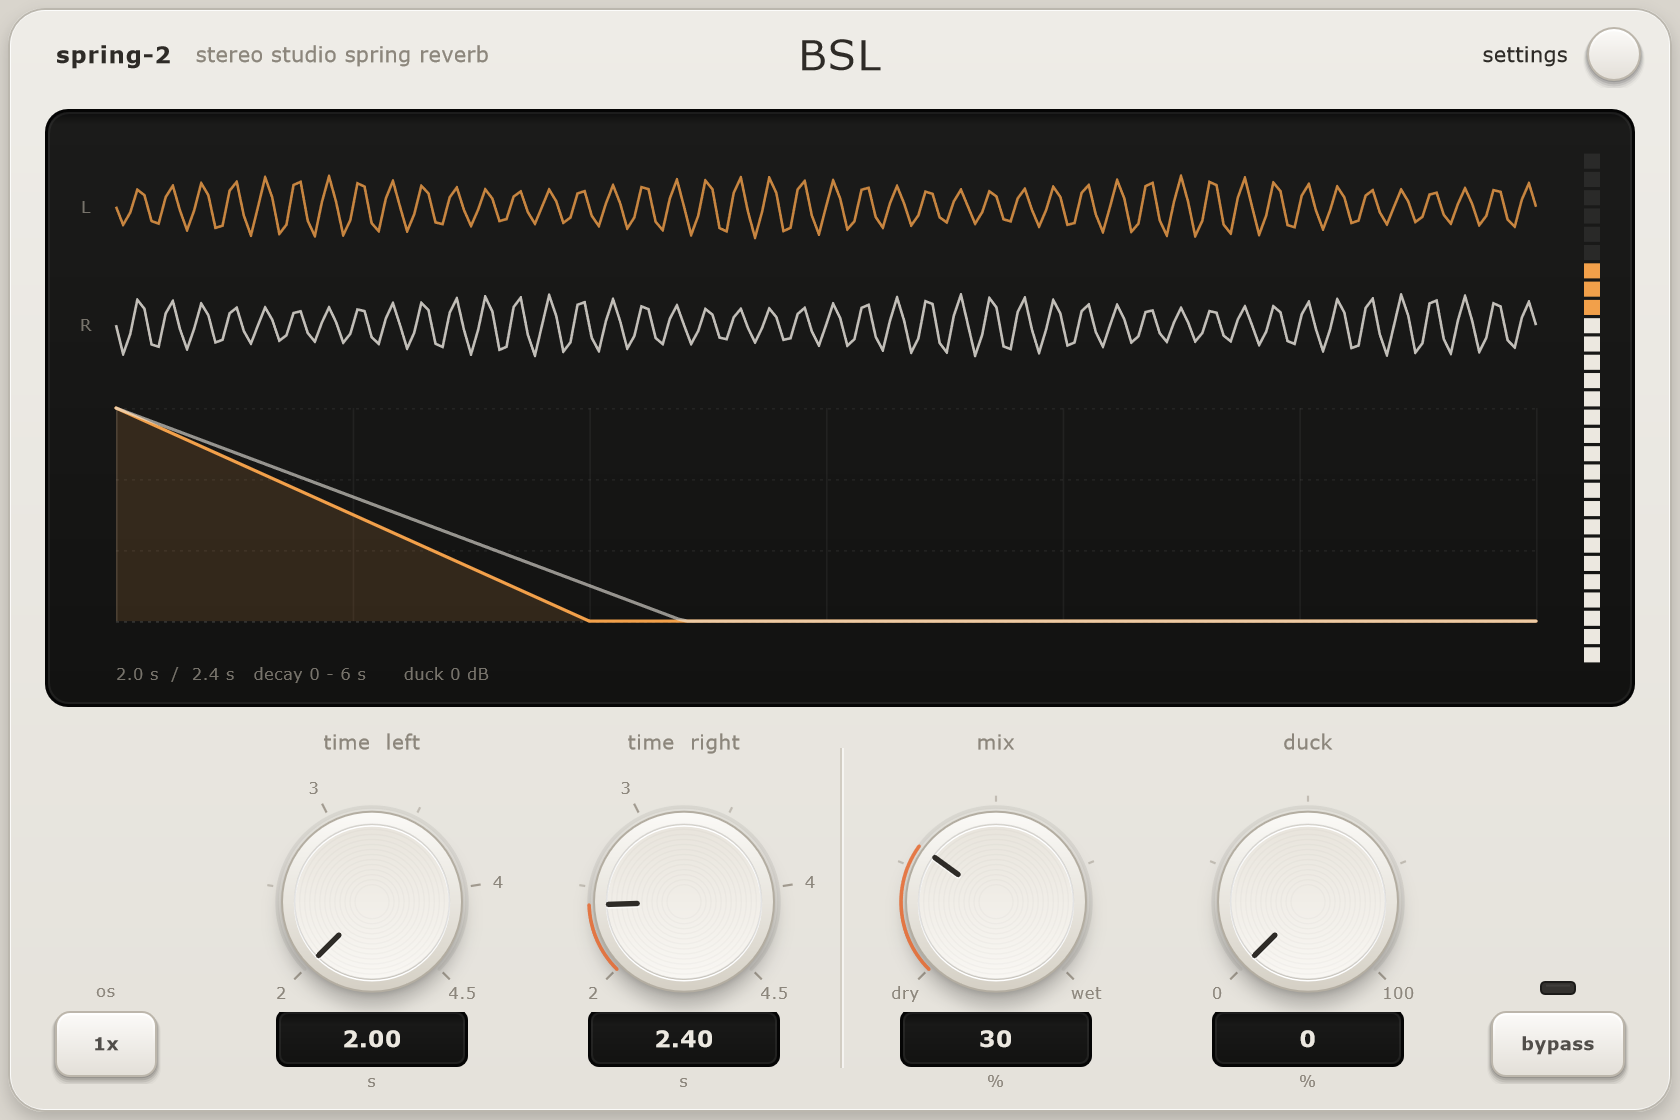 spring-2 stereo studio spring reverb BSL settings
L
R
2.0 s / 2.4 s decay 0 - 6 s duck 0 dB
time left time right mix duck
3 3
4 4
2 4.5 2 4.5 dry wet 0 100
os
1x 2.00 2.40 30 0 bypass
s s % %